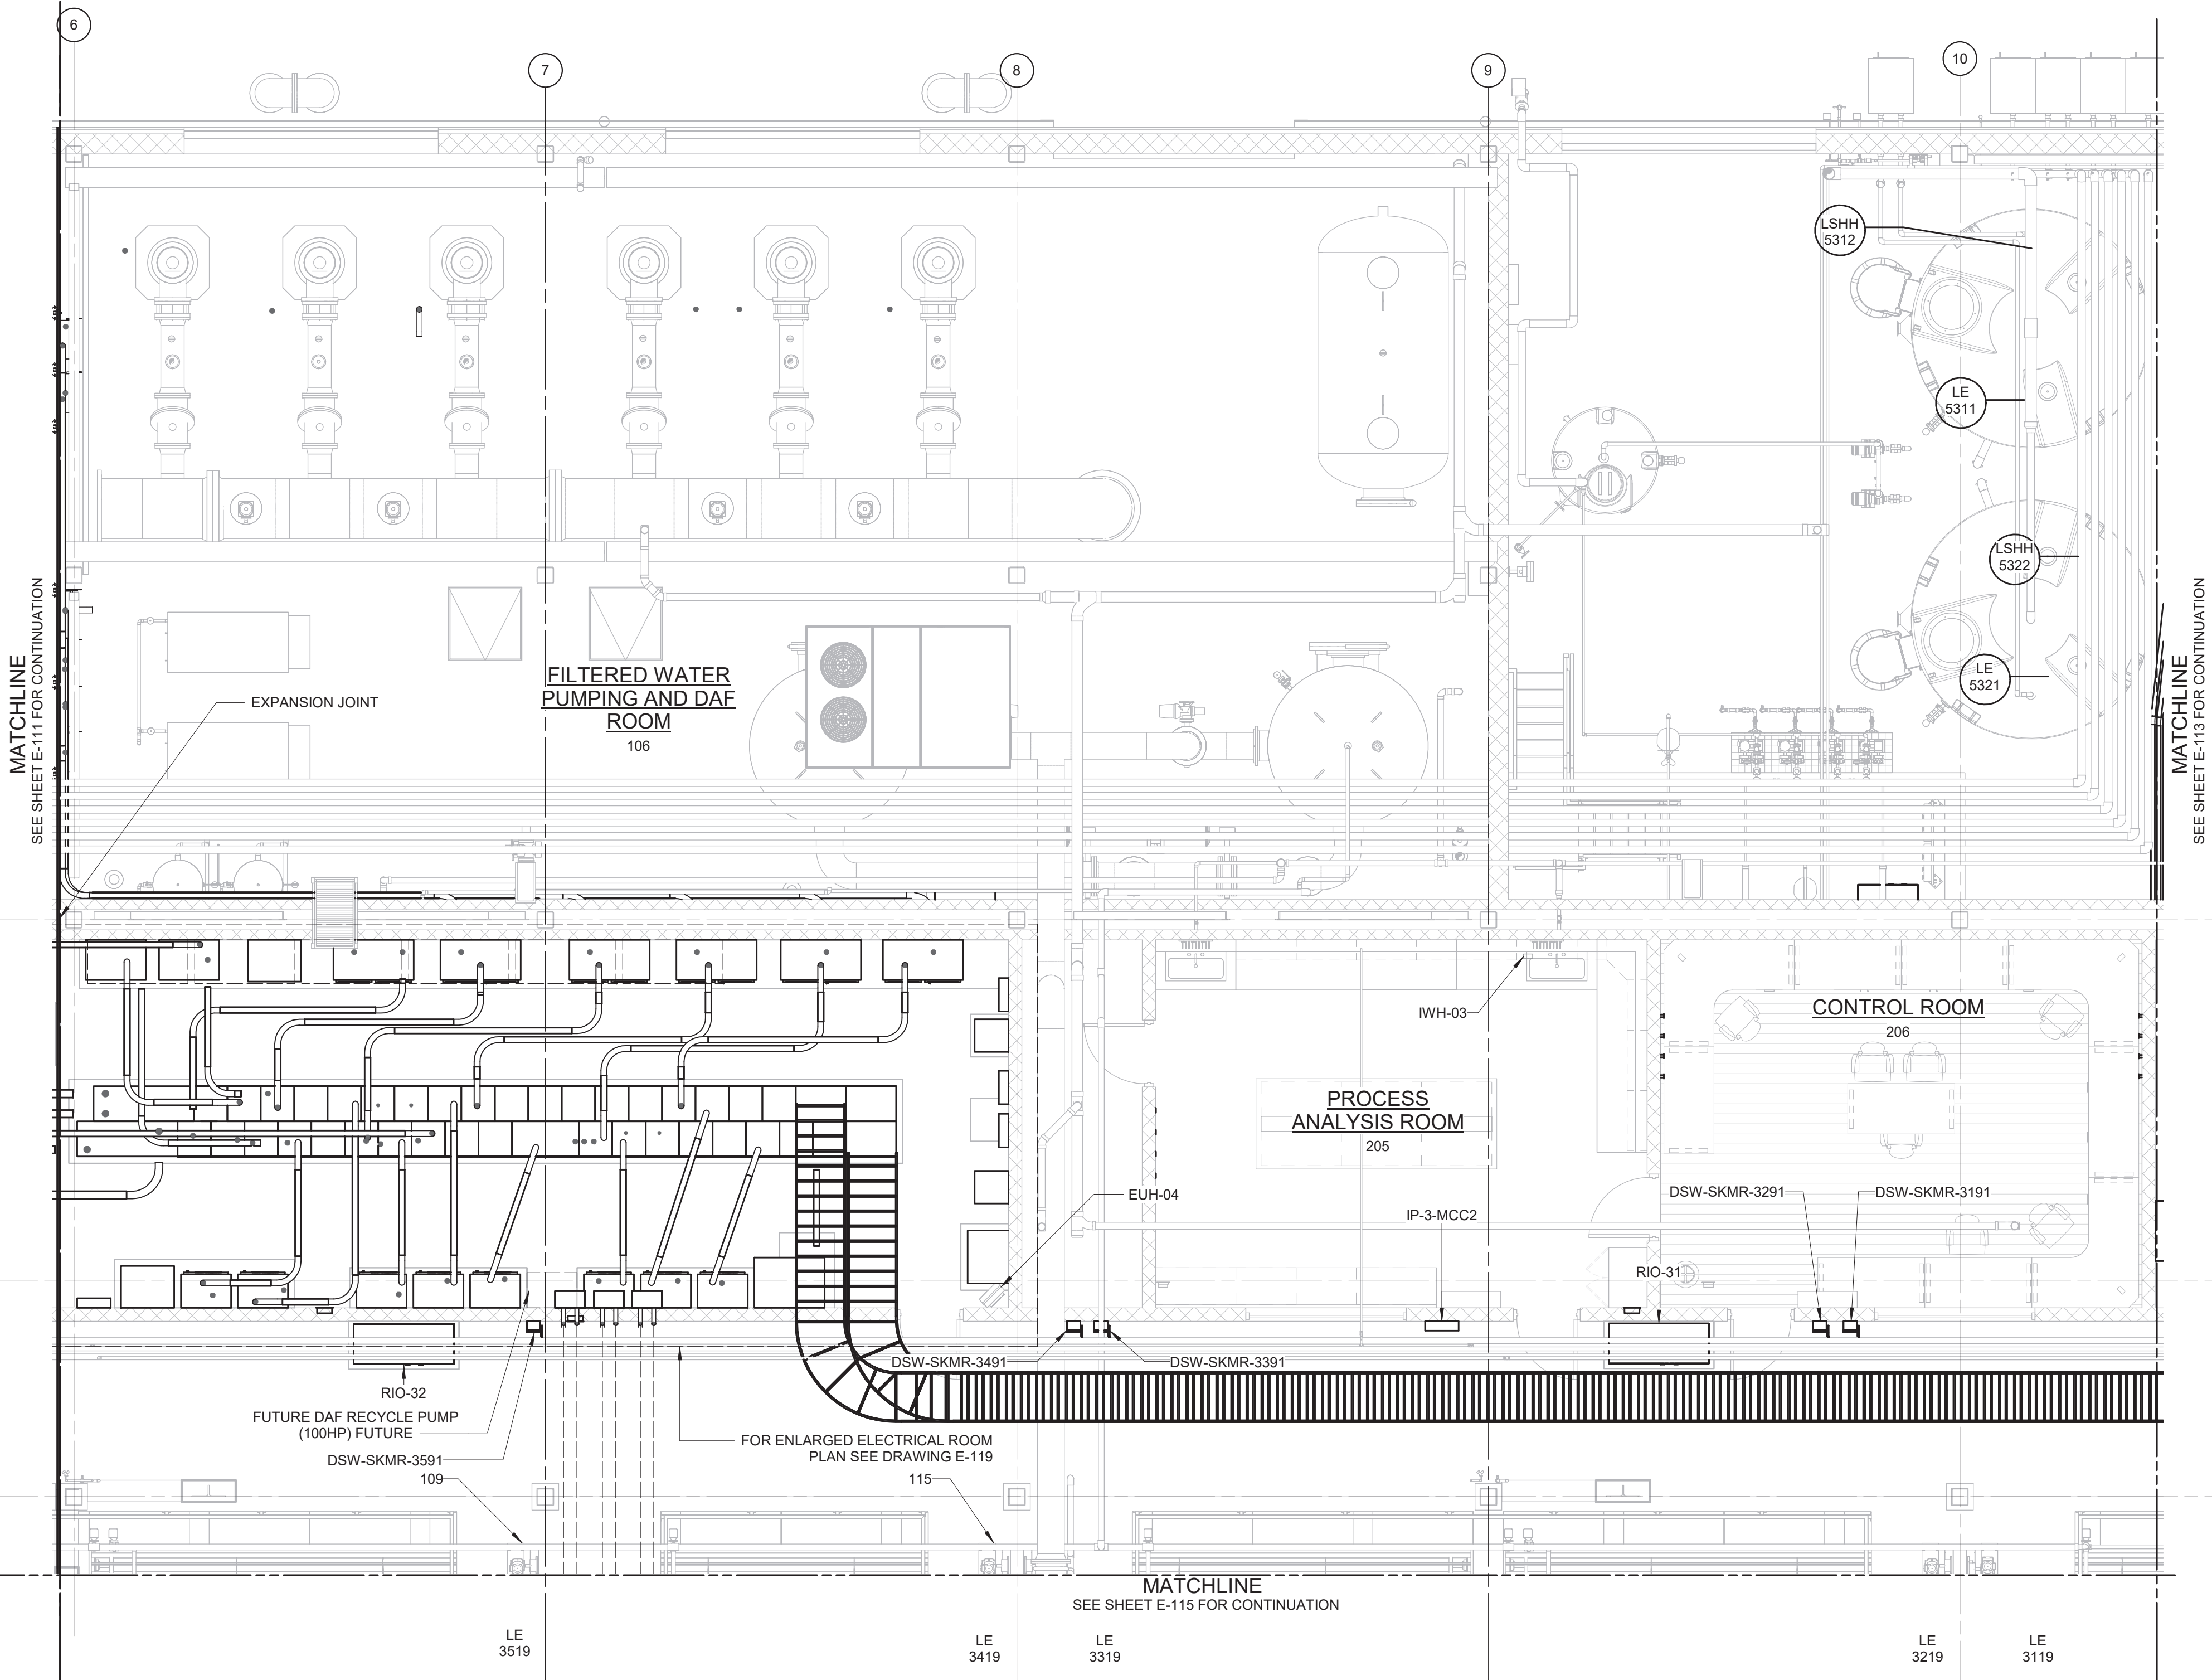 6
7
8
9
10
LSHH
5312
LE
5311
LSHH
5322
LE
5321
MATCHLINE
SEE SHEET E-111 FOR CONTINUATION
MATCHLINE
SEE SHEET E-113 FOR CONTINUATION
EXPANSION JOINT
FILTERED WATER
PUMPING AND DAF
ROOM
106
IWH-03
CONTROL ROOM
206
PROCESS
ANALYSIS ROOM
205
EUH-04
IP-3-MCC2
DSW-SKMR-3291
DSW-SKMR-3191
RIO-31
DSW-SKMR-3491
DSW-SKMR-3391
RIO-32
FUTURE DAF RECYCLE PUMP
(100HP) FUTURE
DSW-SKMR-3591
FOR ENLARGED ELECTRICAL ROOM
PLAN SEE DRAWING E-119
109
115
MATCHLINE
SEE SHEET E-115 FOR CONTINUATION
LE
3519
LE
3419
LE
3319
LE
3219
LE
3119